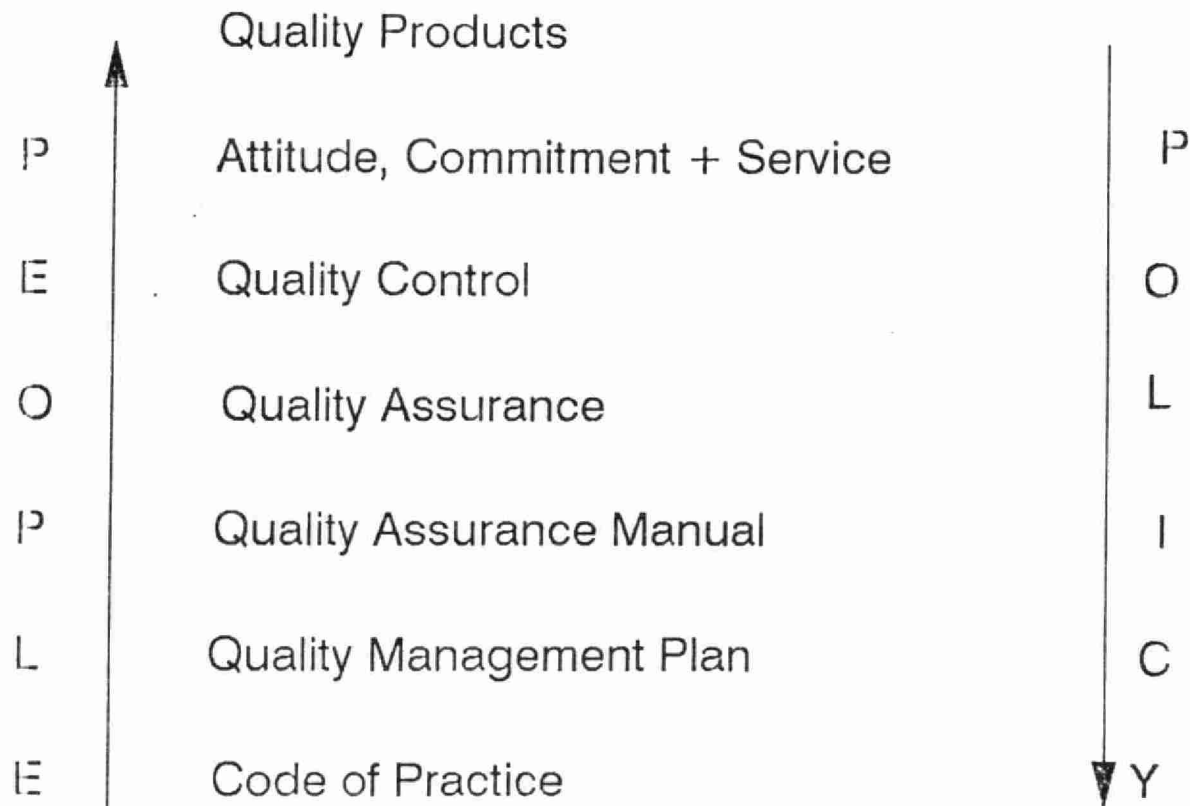 Quality Products
P Attitude, Commitment + Service P
E Quality Control O
O Quality Assurance L
P Quality Assurance Manual I
L Quality Management Plan C
E Code of Practice Y